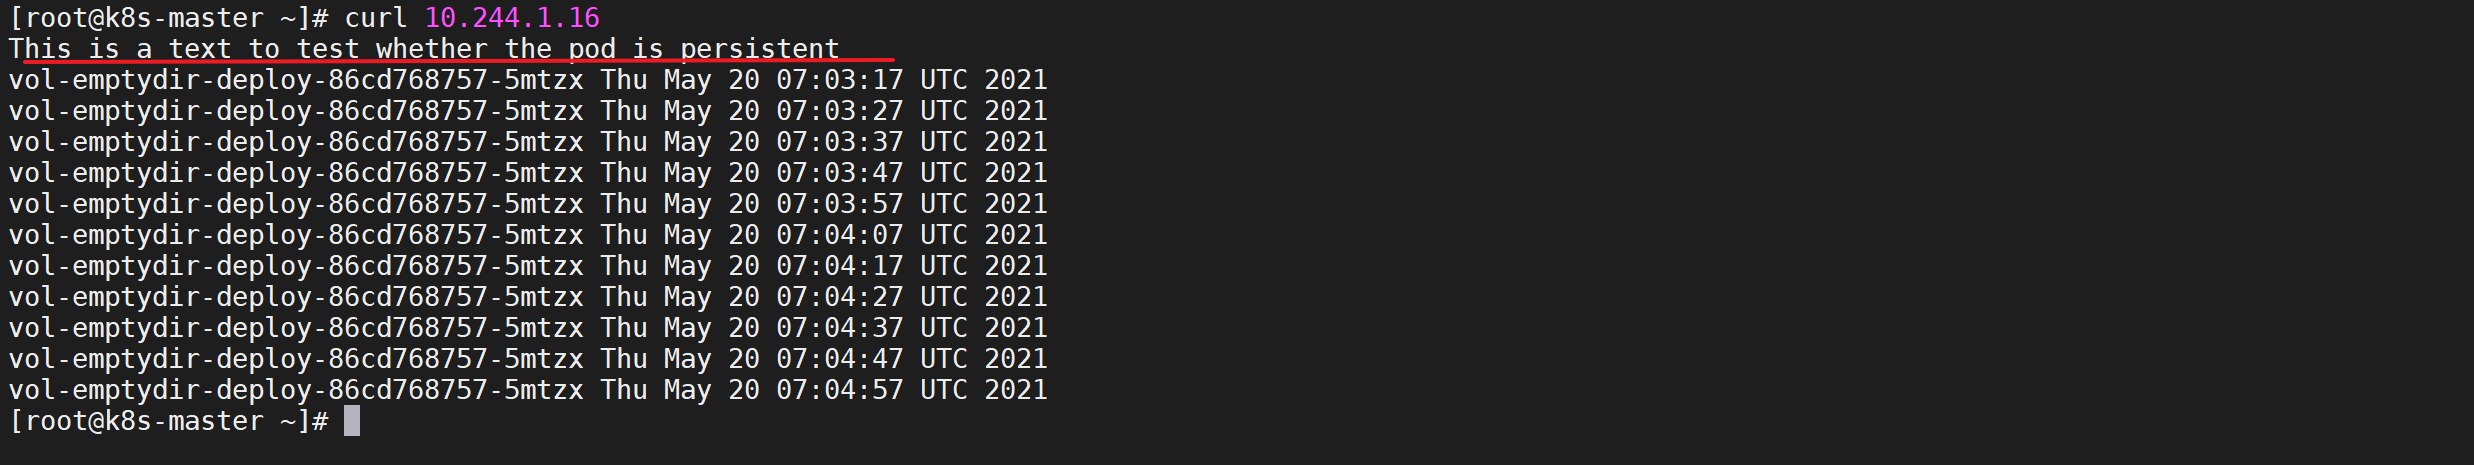 [root@k8s-master ~]# curl 10.244.1.16
This is a text to test whether the pod is persistent
vol-emptydir-deploy-86cd768757-5mtzx Thu May 20 07:03:17 UTC 2021
vol-emptydir-deploy-86cd768757-5mtzx Thu May 20 07:03:27 UTC 2021
vol-emptydir-deploy-86cd768757-5mtzx Thu May 20 07:03:37 UTC 2021
vol-emptydir-deploy-86cd768757-5mtzx Thu May 20 07:03:47 UTC 2021
vol-emptydir-deploy-86cd768757-5mtzx Thu May 20 07:03:57 UTC 2021
vol-emptydir-deploy-86cd768757-5mtzx Thu May 20 07:04:07 UTC 2021
vol-emptydir-deploy-86cd768757-5mtzx Thu May 20 07:04:17 UTC 2021
vol-emptydir-deploy-86cd768757-5mtzx Thu May 20 07:04:27 UTC 2021
vol-emptydir-deploy-86cd768757-5mtzx Thu May 20 07:04:37 UTC 2021
vol-emptydir-deploy-86cd768757-5mtzx Thu May 20 07:04:47 UTC 2021
vol-emptydir-deploy-86cd768757-5mtzx Thu May 20 07:04:57 UTC 2021
[root@k8s-master ~]#